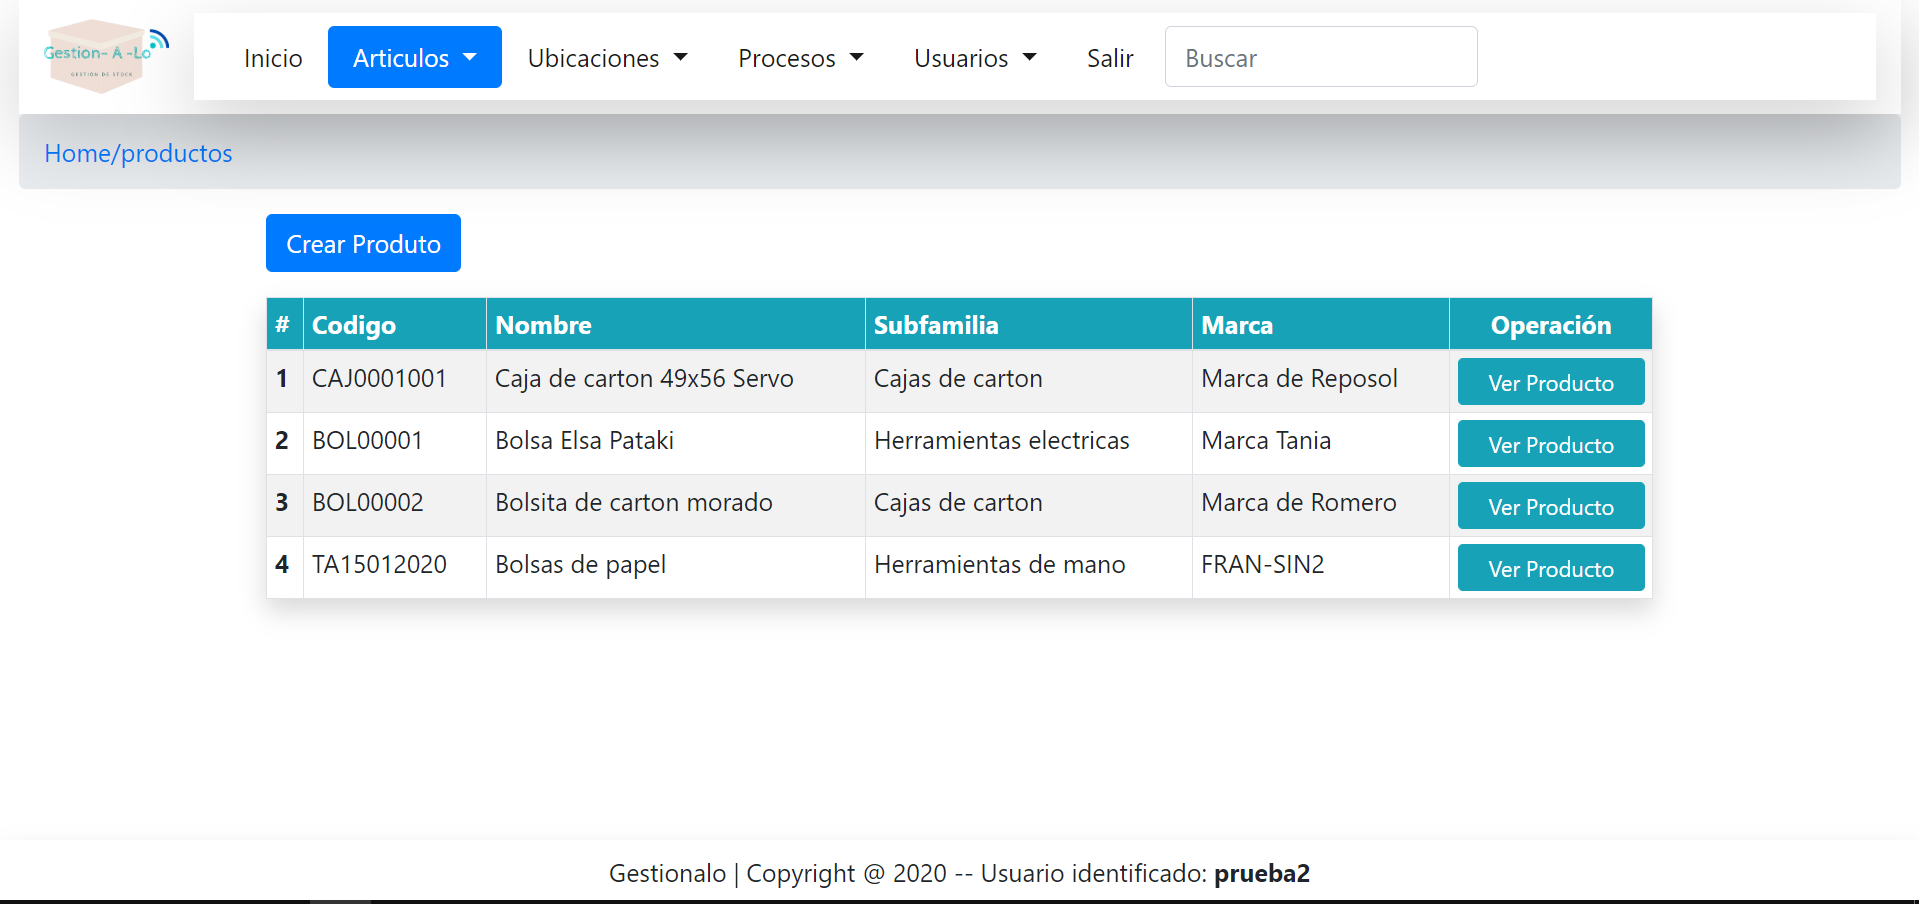 Gestion- A -Lo
GESTIÓN DE STOCK
Inicio Articulos Ubicaciones Procesos Usuarios Salir Buscar
Home/productos
Crear Produto
# Codigo Nombre Subfamilia Marca Operación
1 CAJ0001001 Caja de carton 49x56 Servo Cajas de carton Marca de Reposol Ver Producto
2 BOL00001 Bolsa Elsa Pataki Herramientas electricas Marca Tania Ver Producto
3 BOL00002 Bolsita de carton morado Cajas de carton Marca de Romero Ver Producto
4 TA15012020 Bolsas de papel Herramientas de mano FRAN-SIN2 Ver Producto
Gestionalo | Copyright @ 2020 -- Usuario identificado: prueba2